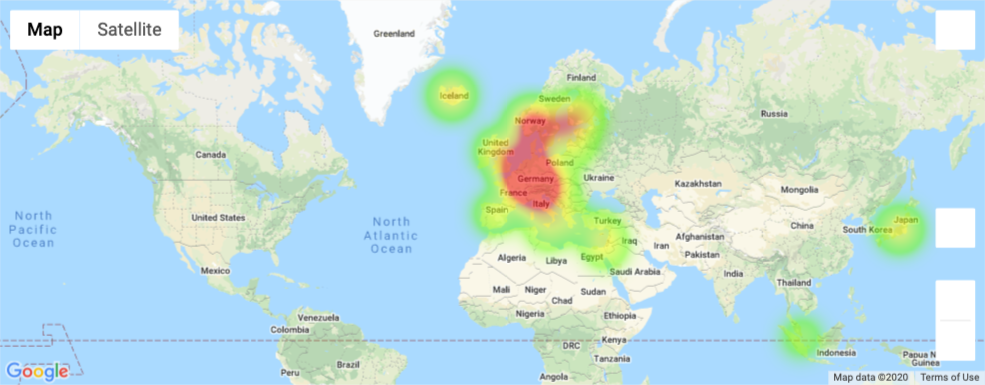 Map
Satellite
Greenland
Iceland
Finland
Sweden
Norway
Russia
United
Kingdom
Canada
Poland
Germany
Ukraine
Kazakhstan
Mongolia
France
Italy
Spain
North
Pacific
Ocean
United States
North
Atlantic
Ocean
Turkey
China
Japan
South Korea
Afghanistan
Iraq
Iran
Pakistan
Algeria
Libya
Egypt
Saudi Arabia
India
Mexico
Mali
Niger
Chad
Sudan
Thailand
Nigeria
Ethiopia
Venezuela
Colombia
DRC
Kenya
Tanzania
Indonesia
Papua N
Guinea
Brazil
Peru
Angola
Google
Map data ©2020
Terms of Use